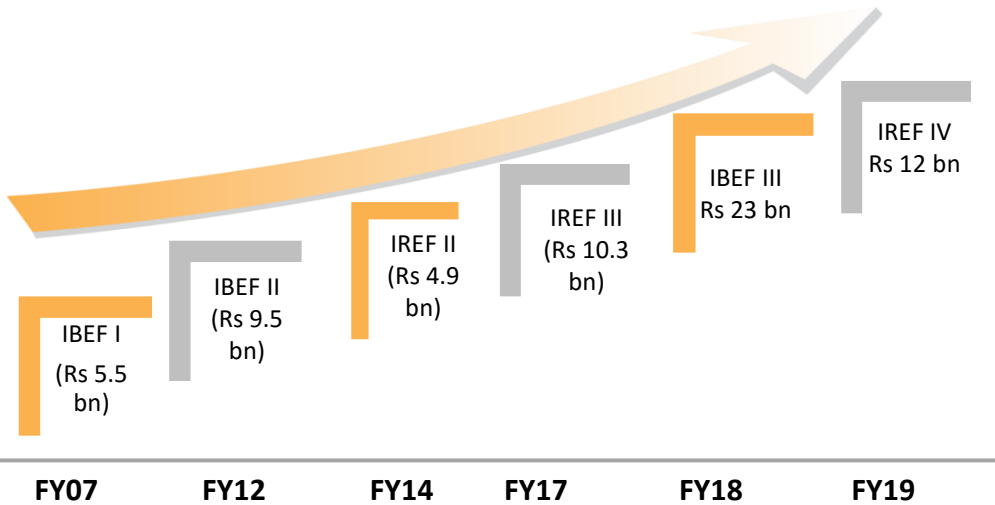 IBEF I
(Rs 5.5
bn)
IBEF II
(Rs 9.5
bn)
IREF II
(Rs 4.9
bn)
IREF III
(Rs 10.3
bn)
IBEF III
Rs 23 bn
IREF IV
Rs 12 bn
FY07 FY12 FY14 FY17 FY18 FY19